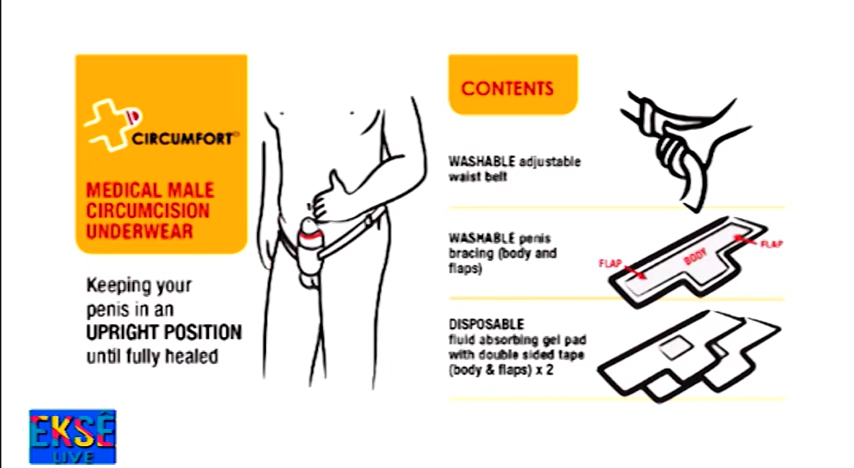 CIRCUMFORT
MEDICAL MALE
CIRCUMCISION
UNDERWEAR
Keeping your
penis in an
UPRIGHT POSITION
until fully healed
CONTENTS
WASHABLE adjustable
waist belt
WASHABLE penis
bracing (body and
flaps)
FLAP
BODY
FLAP
DISPOSABLE
fluid absorbing gel pad
with double sided tape
(body & flaps) x 2
EKSÊ
LIVE